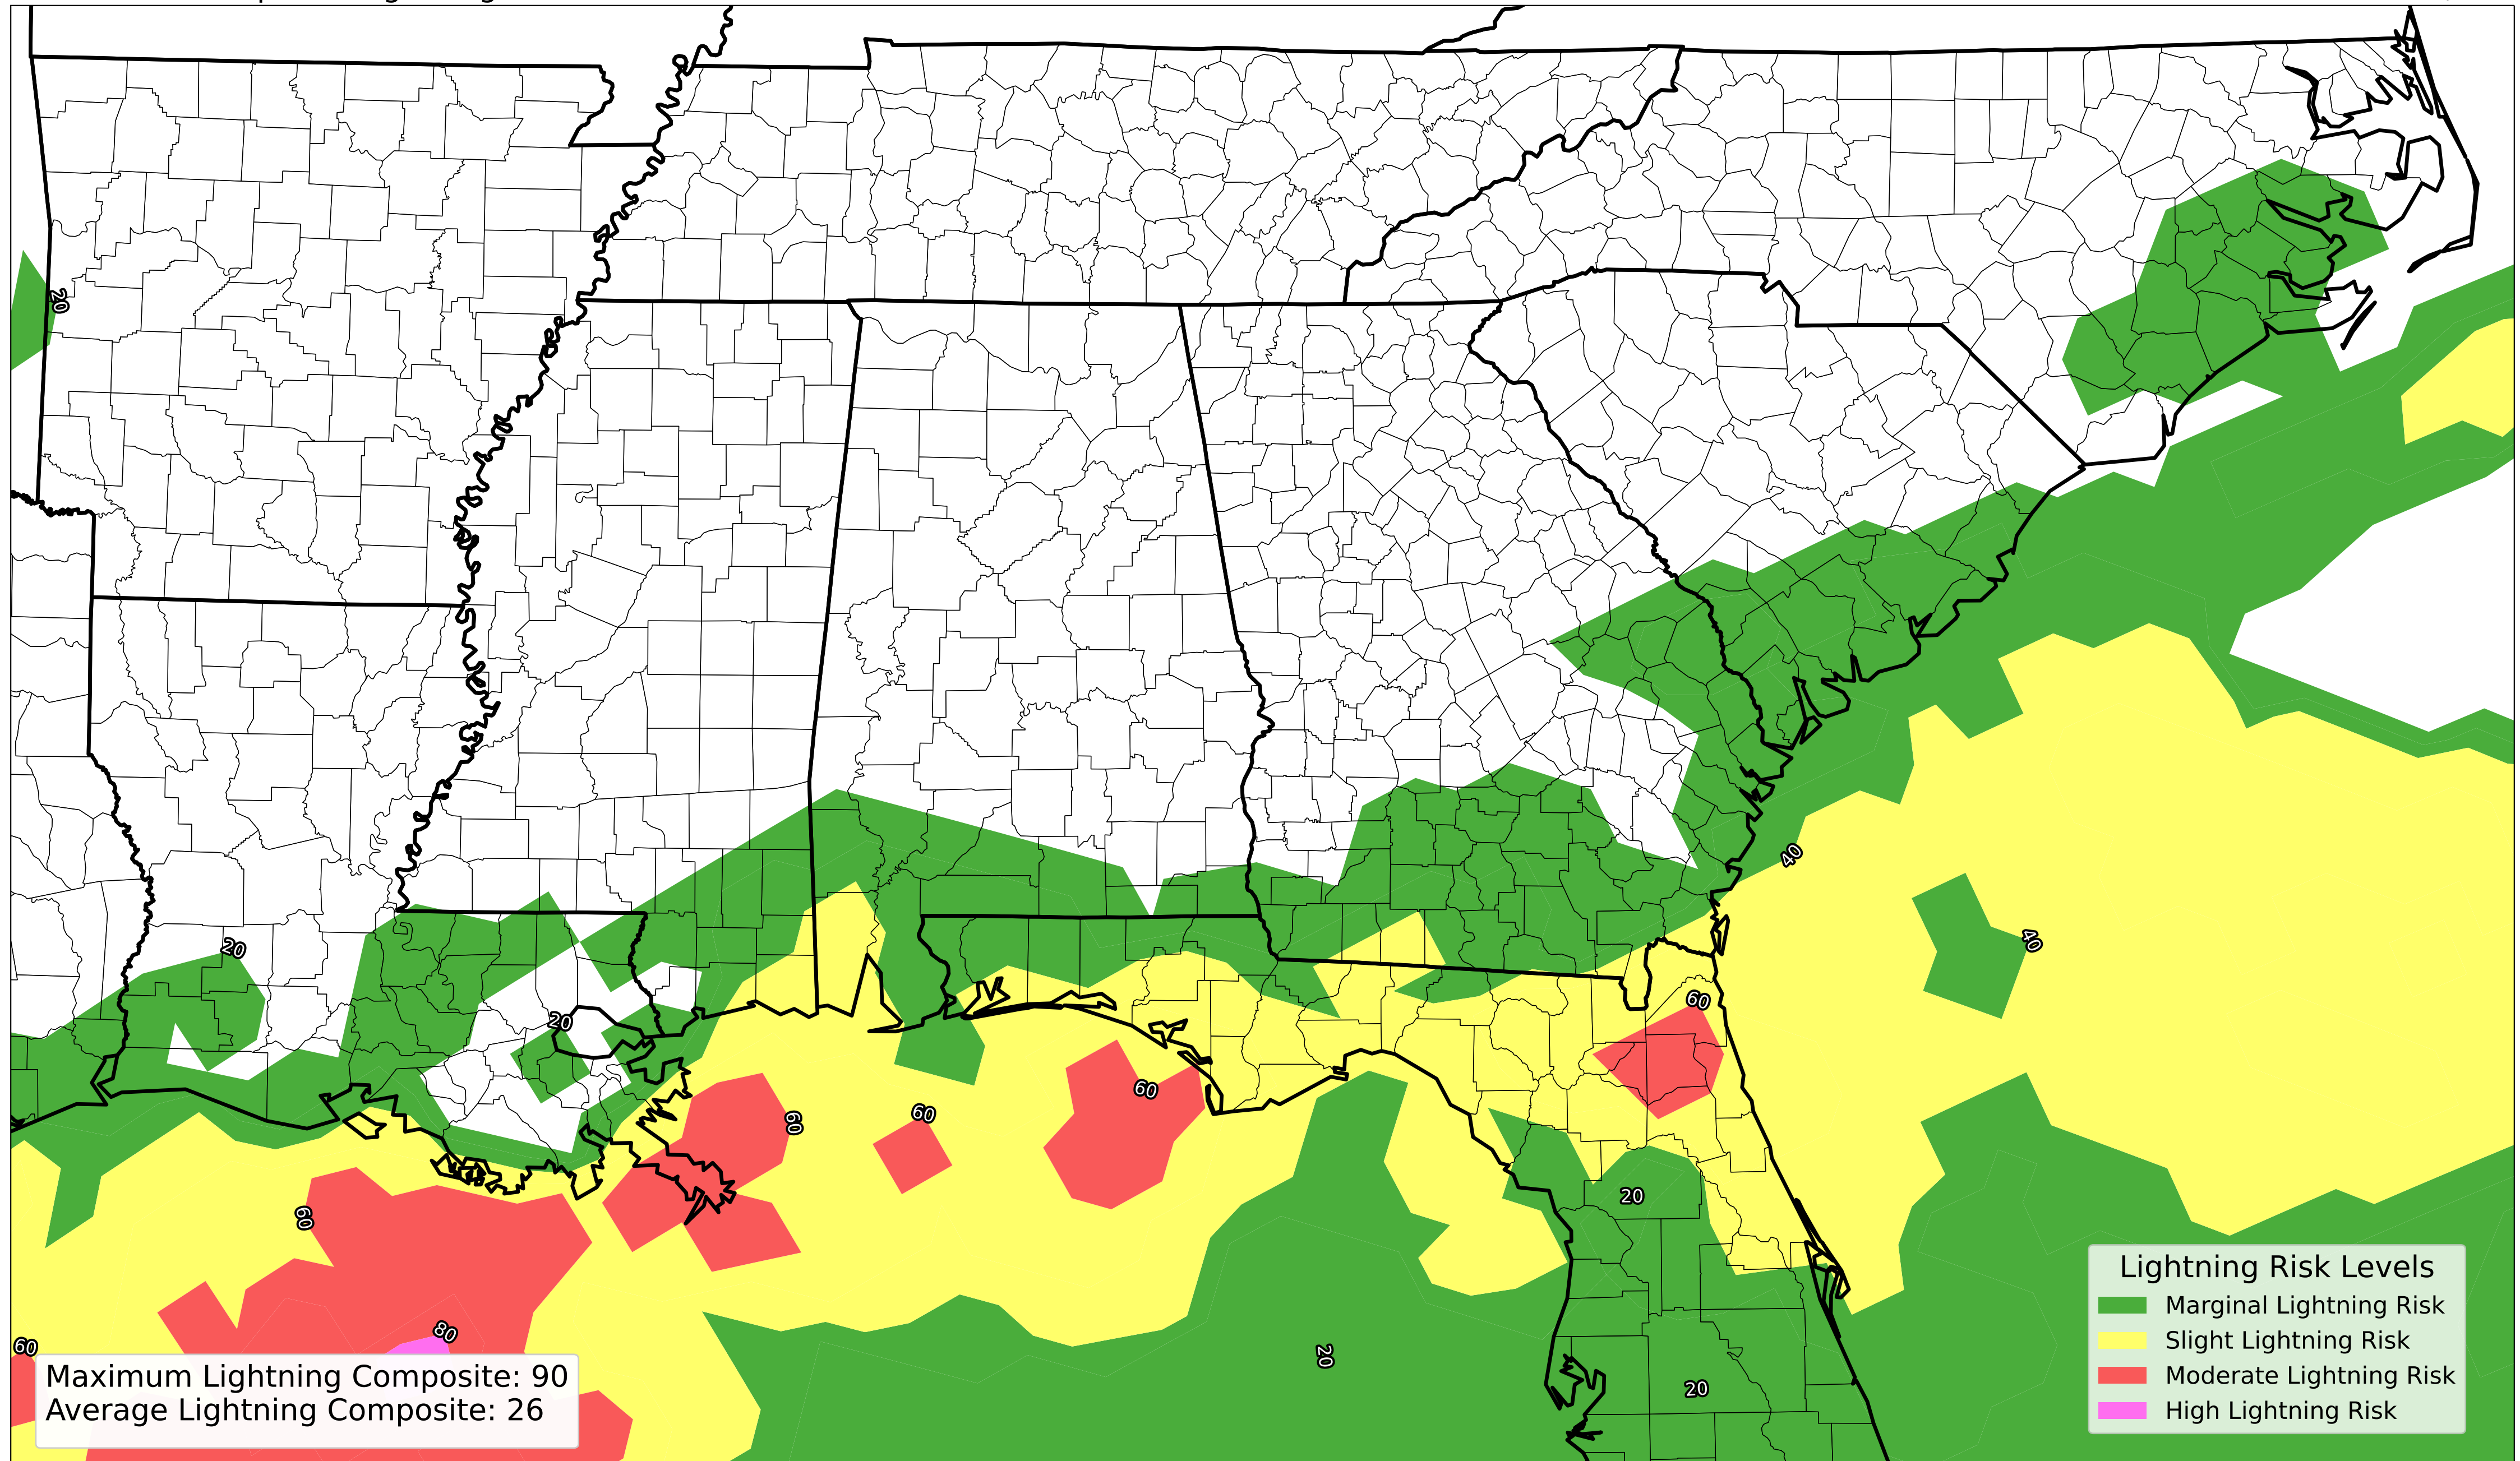 20
40
20
40
60
20
60
60
60
60
20
60
80
60
20
20
Maximum Lightning Composite: 90
Average Lightning Composite: 26
Lightning Risk Levels
Marginal Lightning Risk
Slight Lightning Risk
Moderate Lightning Risk
High Lightning Risk